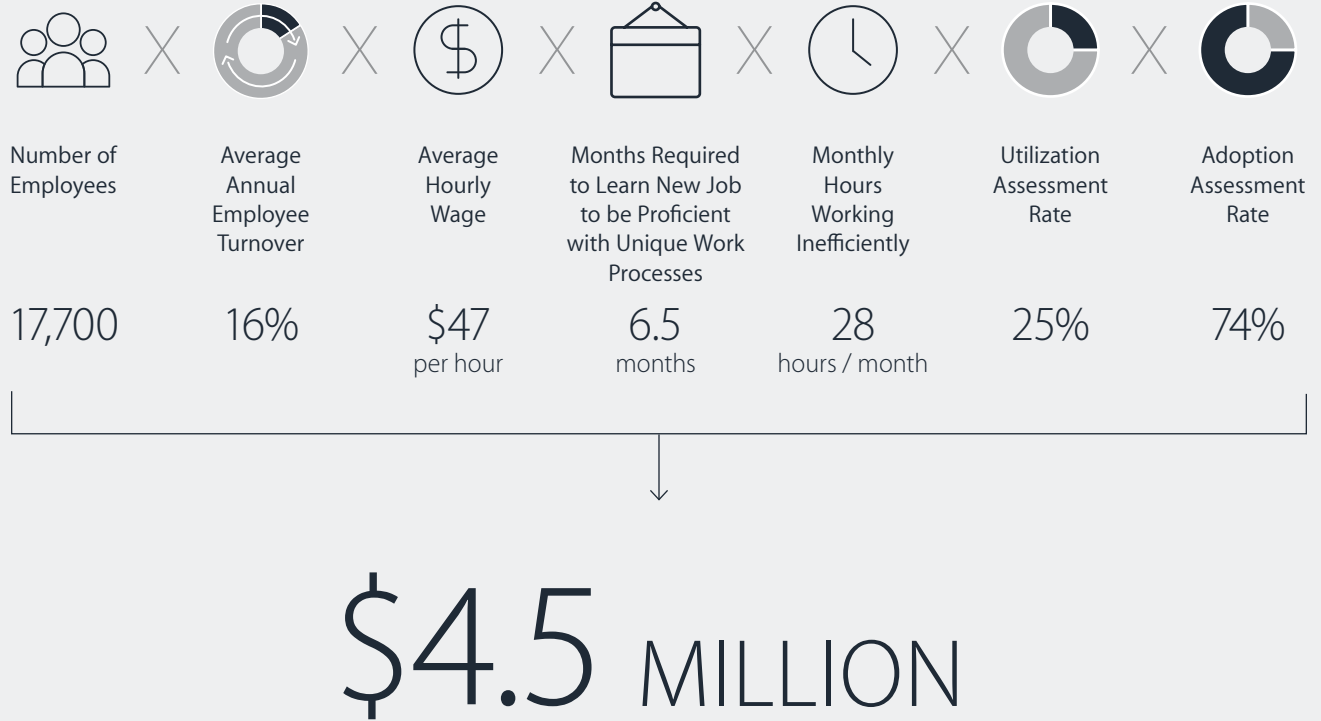 Number of
Employees
17,700
Average
Annual
Employee
Turnover
16%
Average
Hourly
Wage
$47
per hour
Months Required
to Learn New Job
to be Proficient
with Unique Work
Processes
6.5
months
Monthly
Hours
Working
Inefficiently
28
hours / month
Utilization
Assessment
Rate
25%
Adoption
Assessment
Rate
74%
$4.5 MILLION